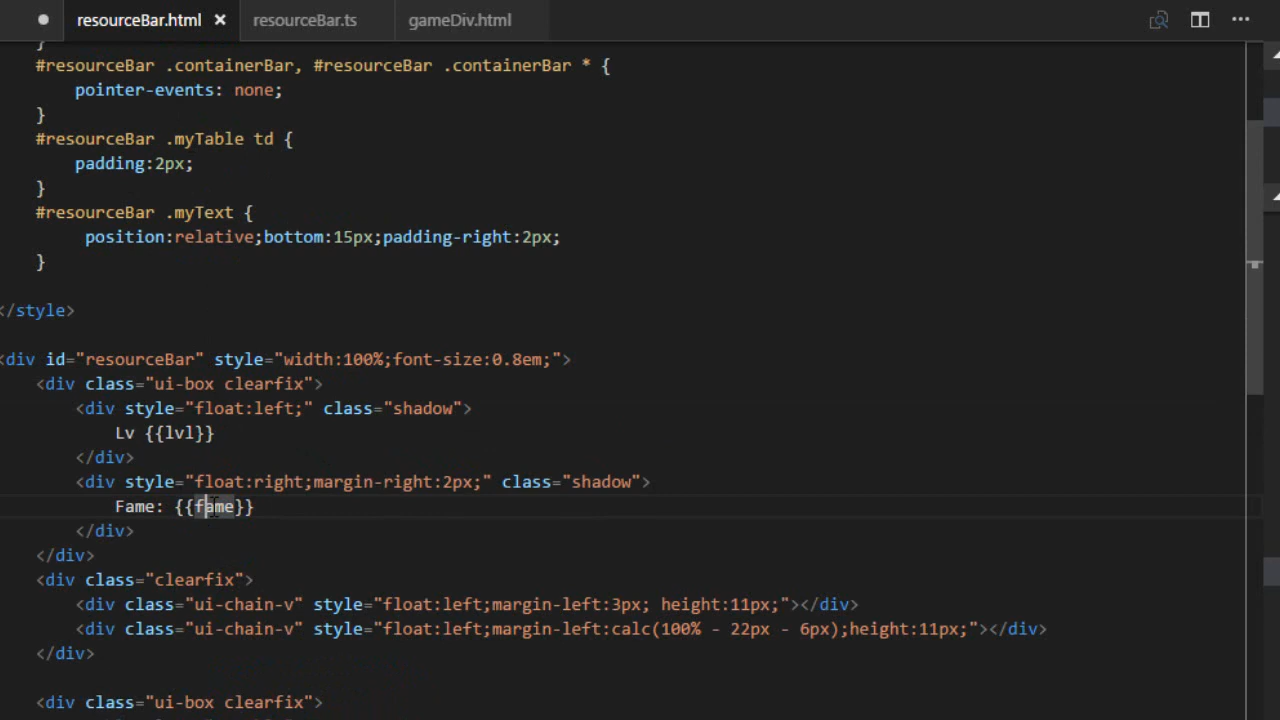 resourceBar.html × resourceBar.ts gameDiv.html
}
#resourceBar .containerBar, #resourceBar .containerBar * {
pointer-events: none;
}
#resourceBar .myTable td {
padding:2px;
}
#resourceBar .myText {
position:relative;bottom:15px;padding-right:2px;
}
</style>
<div id="resourceBar" style="width:100%;font-size:0.8em;">
<div class="ui-box clearfix">
<div style="float:left;" class="shadow">
Lv {{lvl}}
</div>
<div style="float:right;margin-right:2px;" class="shadow">
Fame: {{fame}}
</div>
</div>
<div class="clearfix">
<div class="ui-chain-v" style="float:left;margin-left:3px; height:11px;"></div>
<div class="ui-chain-v" style="float:left;margin-left:calc(100% - 22px - 6px);height:11px;"></div>
</div>
<div class="ui-box clearfix">